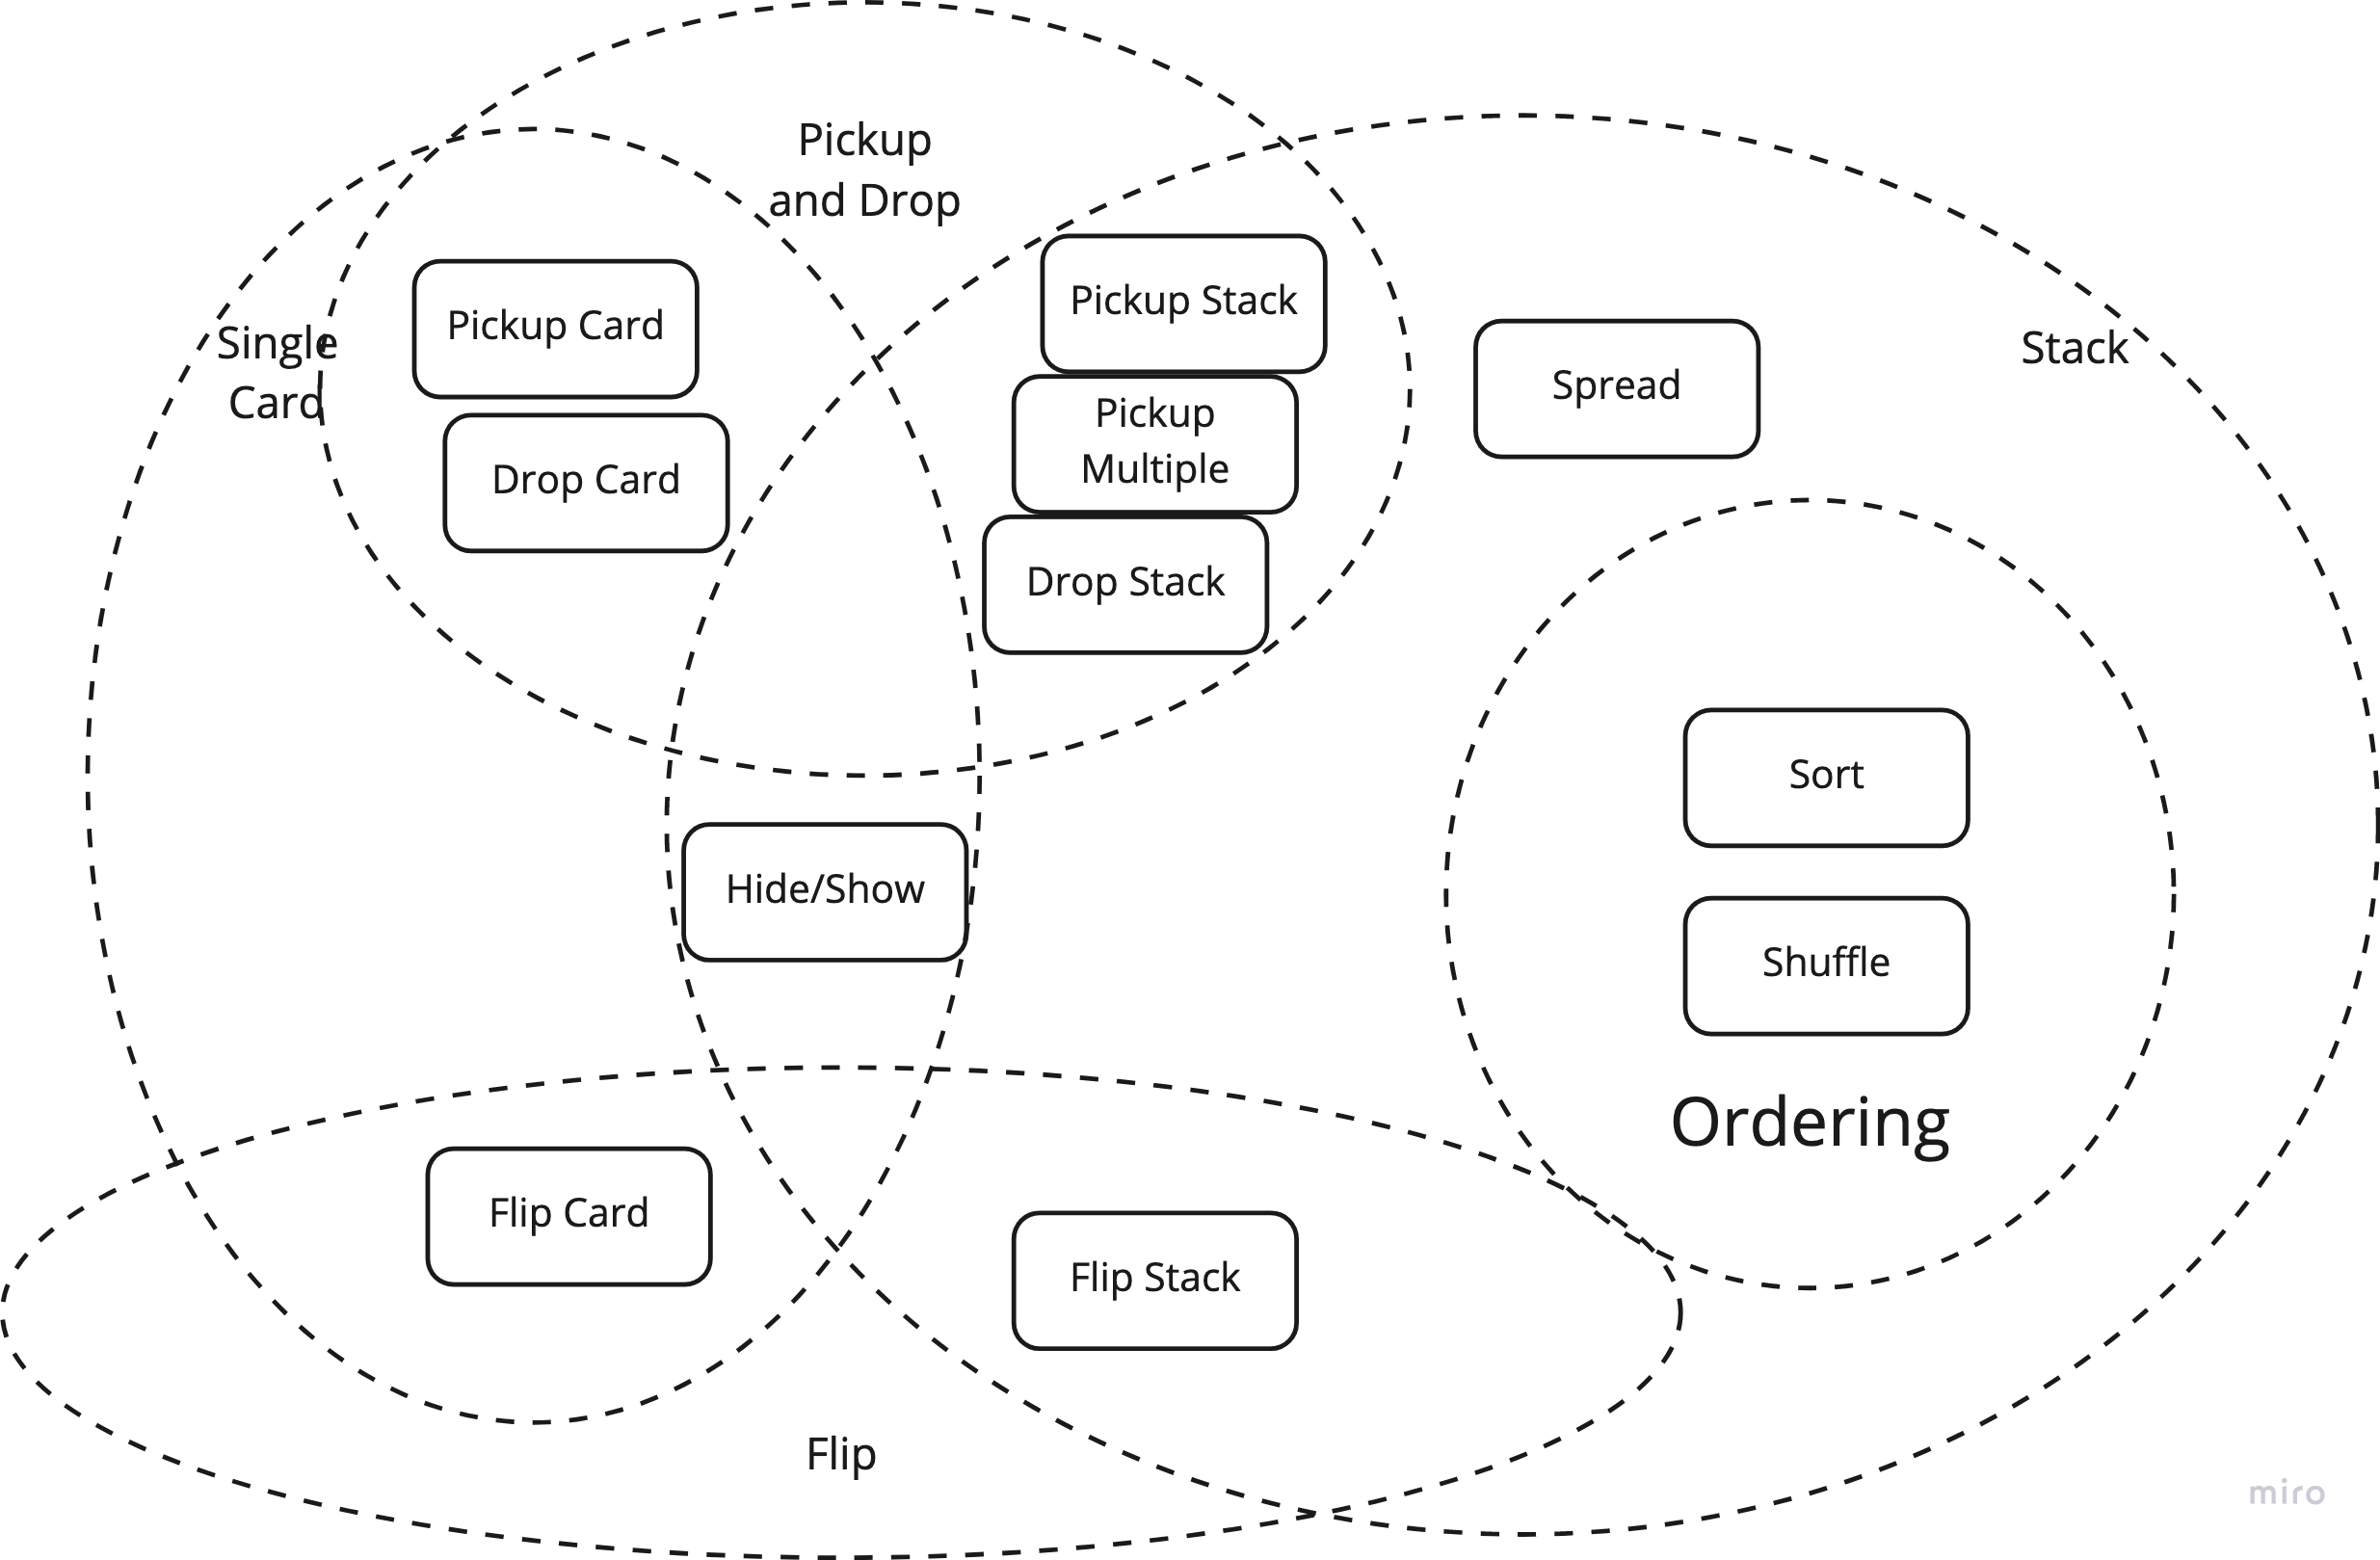 Pickup
and Drop
Single
Card
Pickup Card
Drop Card
Pickup Stack
Pickup
Multiple
Drop Stack
Spread
Stack
Sort
Shuffle
Ordering
Hide/Show
Flip Card
Flip Stack
Flip
miro